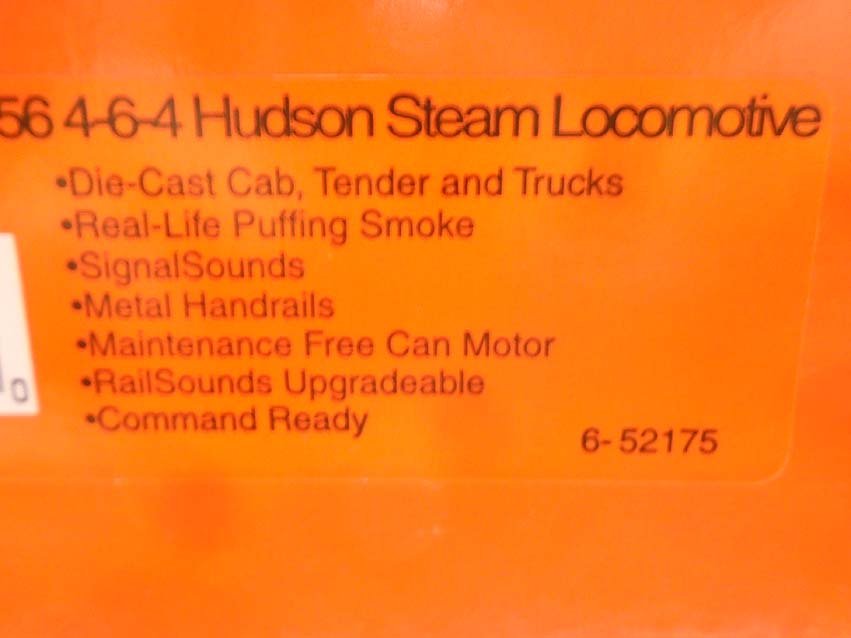 56 4-6-4 Hudson Steam Locomotive
•Die-Cast Cab, Tender and Trucks
•Real-Life Puffing Smoke
•SignalSounds
•Metal Handrails
•Maintenance Free Can Motor
•RailSounds Upgradeable
•Command Ready
6-52175
0